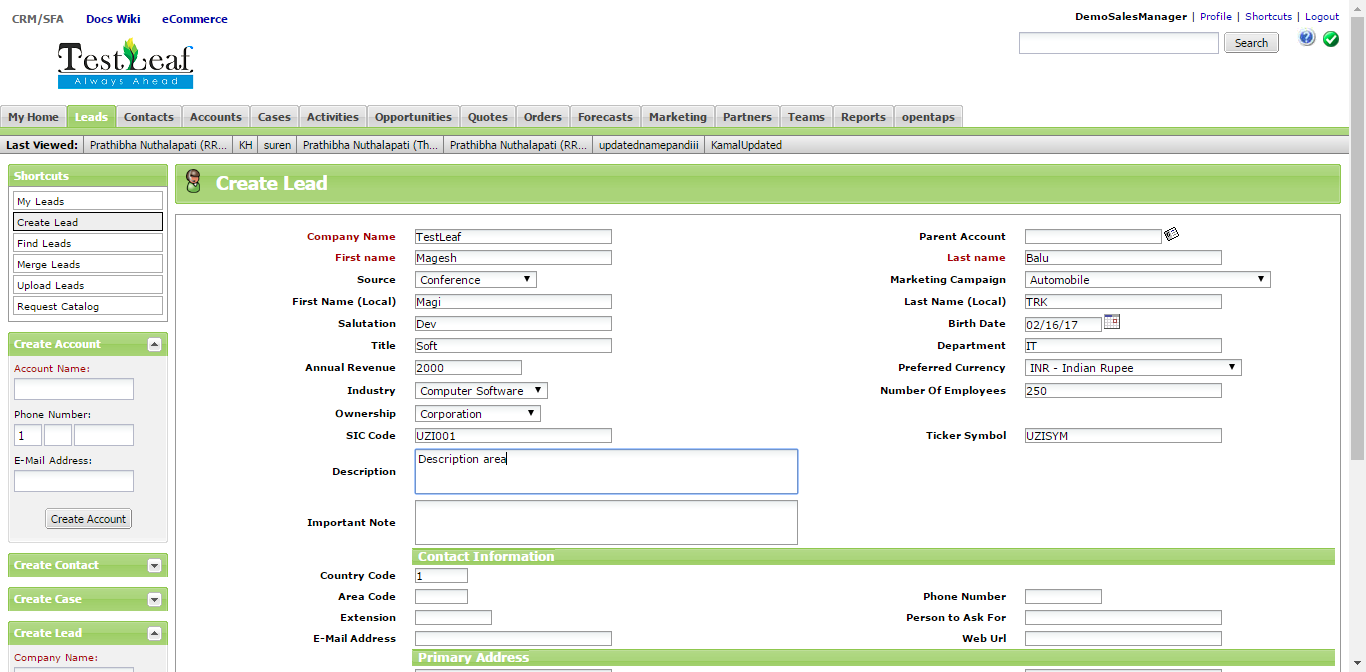 CRM/SFA Docs Wiki eCommerce
DemoSalesManager | Profile | Shortcuts | Logout
TestLeaf
Always Ahead
Search
My Home Leads Contacts Accounts Cases Activities Opportunities Quotes Orders Forecasts Marketing Partners Teams Reports opentaps
Last Viewed: Prathibha Nuthalapati (RR... KH suren Prathibha Nuthalapati (Th... Prathibha Nuthalapati (RR... updatednamepandiii KamalUpdated
Shortcuts
My Leads
Create Lead
Find Leads
Merge Leads
Upload Leads
Request Catalog
Create Account
Account Name:
Phone Number:
1
E-Mail Address:
Create Account
Create Contact
Create Case
Create Lead
Company Name:
Create Lead
Company Name TestLeaf Parent Account
First name Magesh Last name Balu
Source Conference Marketing Campaign Automobile
First Name (Local) Magi Last Name (Local) TRK
Salutation Dev Birth Date 02/16/17
Title Soft Department IT
Annual Revenue 2000 Preferred Currency INR - Indian Rupee
Industry Computer Software Number Of Employees 250
Ownership Corporation
SIC Code UZI001 Ticker Symbol UZISYM
Description Description area
Important Note
Contact Information
Country Code 1
Area Code Phone Number
Extension Person to Ask For
E-Mail Address Web Url
Primary Address